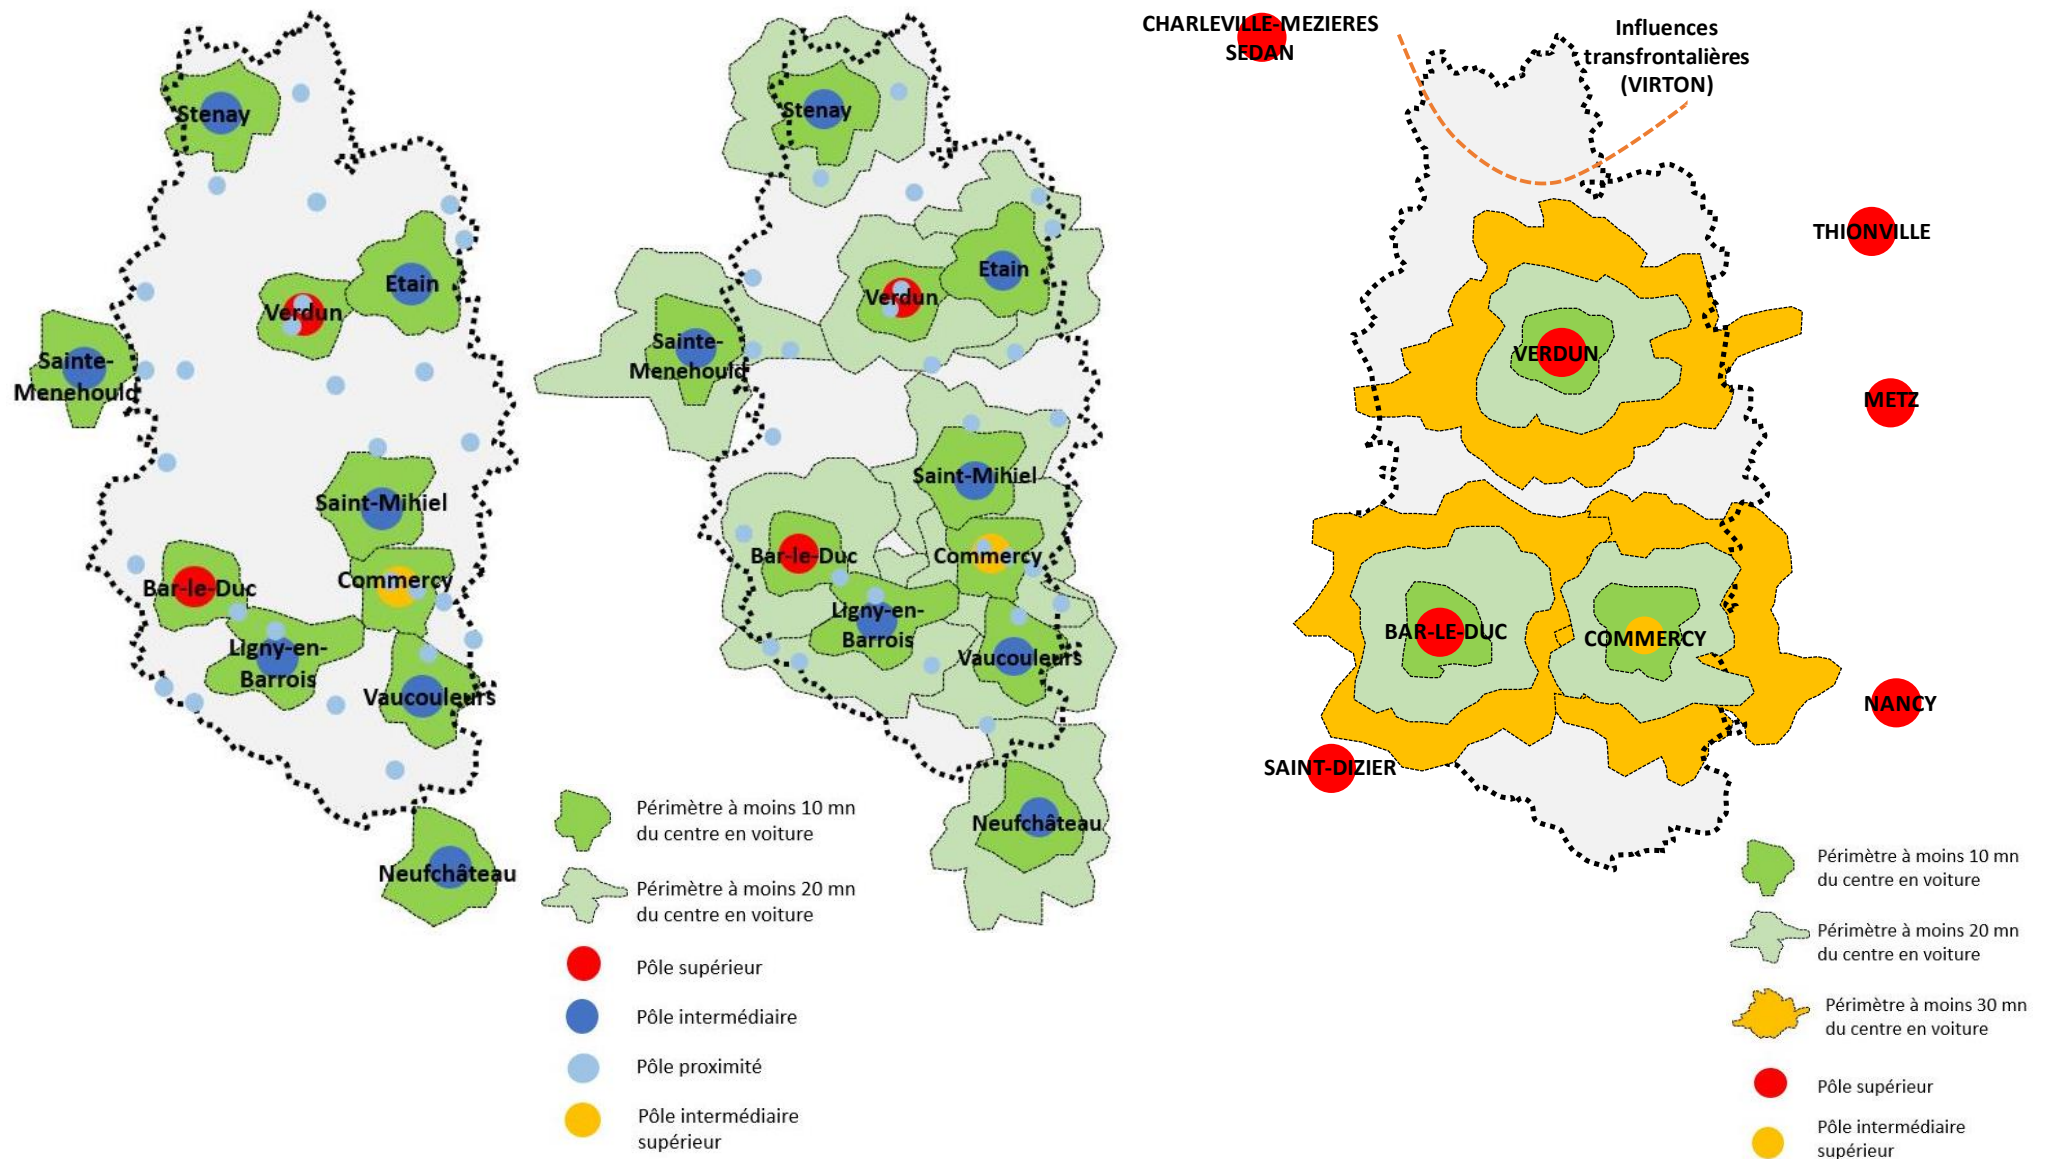 Stenay
Etain
Verdun
Sainte-
Menehould
Saint-Mihiel
Bar-le-Duc
Commercy
Ligny-en-
Barrois
Vaucouleurs
Neufchâteau
Stenay
Etain
Verdun
Sainte-
Menehould
Saint-Mihiel
Bar-le-Duc
Commercy
Ligny-en-
Barrois
Vaucouleurs
Neufchâteau
Périmètre à moins 10 mn
du centre en voiture
Périmètre à moins 20 mn
du centre en voiture
Pôle supérieur
Pôle intermédiaire
Pôle proximité
Pôle intermédiaire
supérieur
CHARLEVILLE-MEZIERES
SEDAN
Influences
transfrontalières
(VIRTON)
THIONVILLE
VERDUN
METZ
BAR-LE-DUC
COMMERCY
NANCY
SAINT-DIZIER
Périmètre à moins 10 mn
du centre en voiture
Périmètre à moins 20 mn
du centre en voiture
Périmètre à moins 30 mn
du centre en voiture
Pôle supérieur
Pôle intermédiaire
supérieur